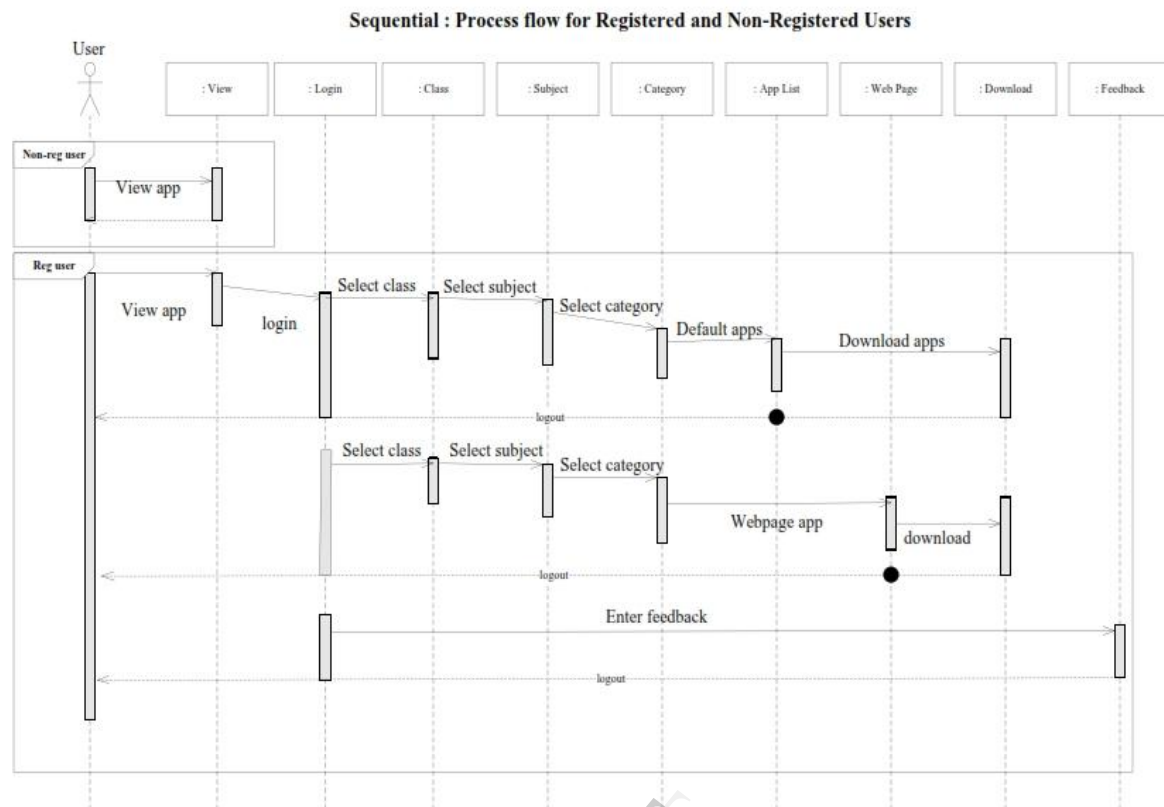 Sequential : Process flow for Registered and Non-Registered Users
User
: View
: Login
: Class
: Subject
: Category
: App List
: Web Page
: Download
: Feedback
Non-reg user
View app
Reg user
View app
login
Select class
Select subject
Select category
Default apps
Download apps
logout
Select class
Select subject
Select category
Webpage app
download
logout
Enter feedback
logout